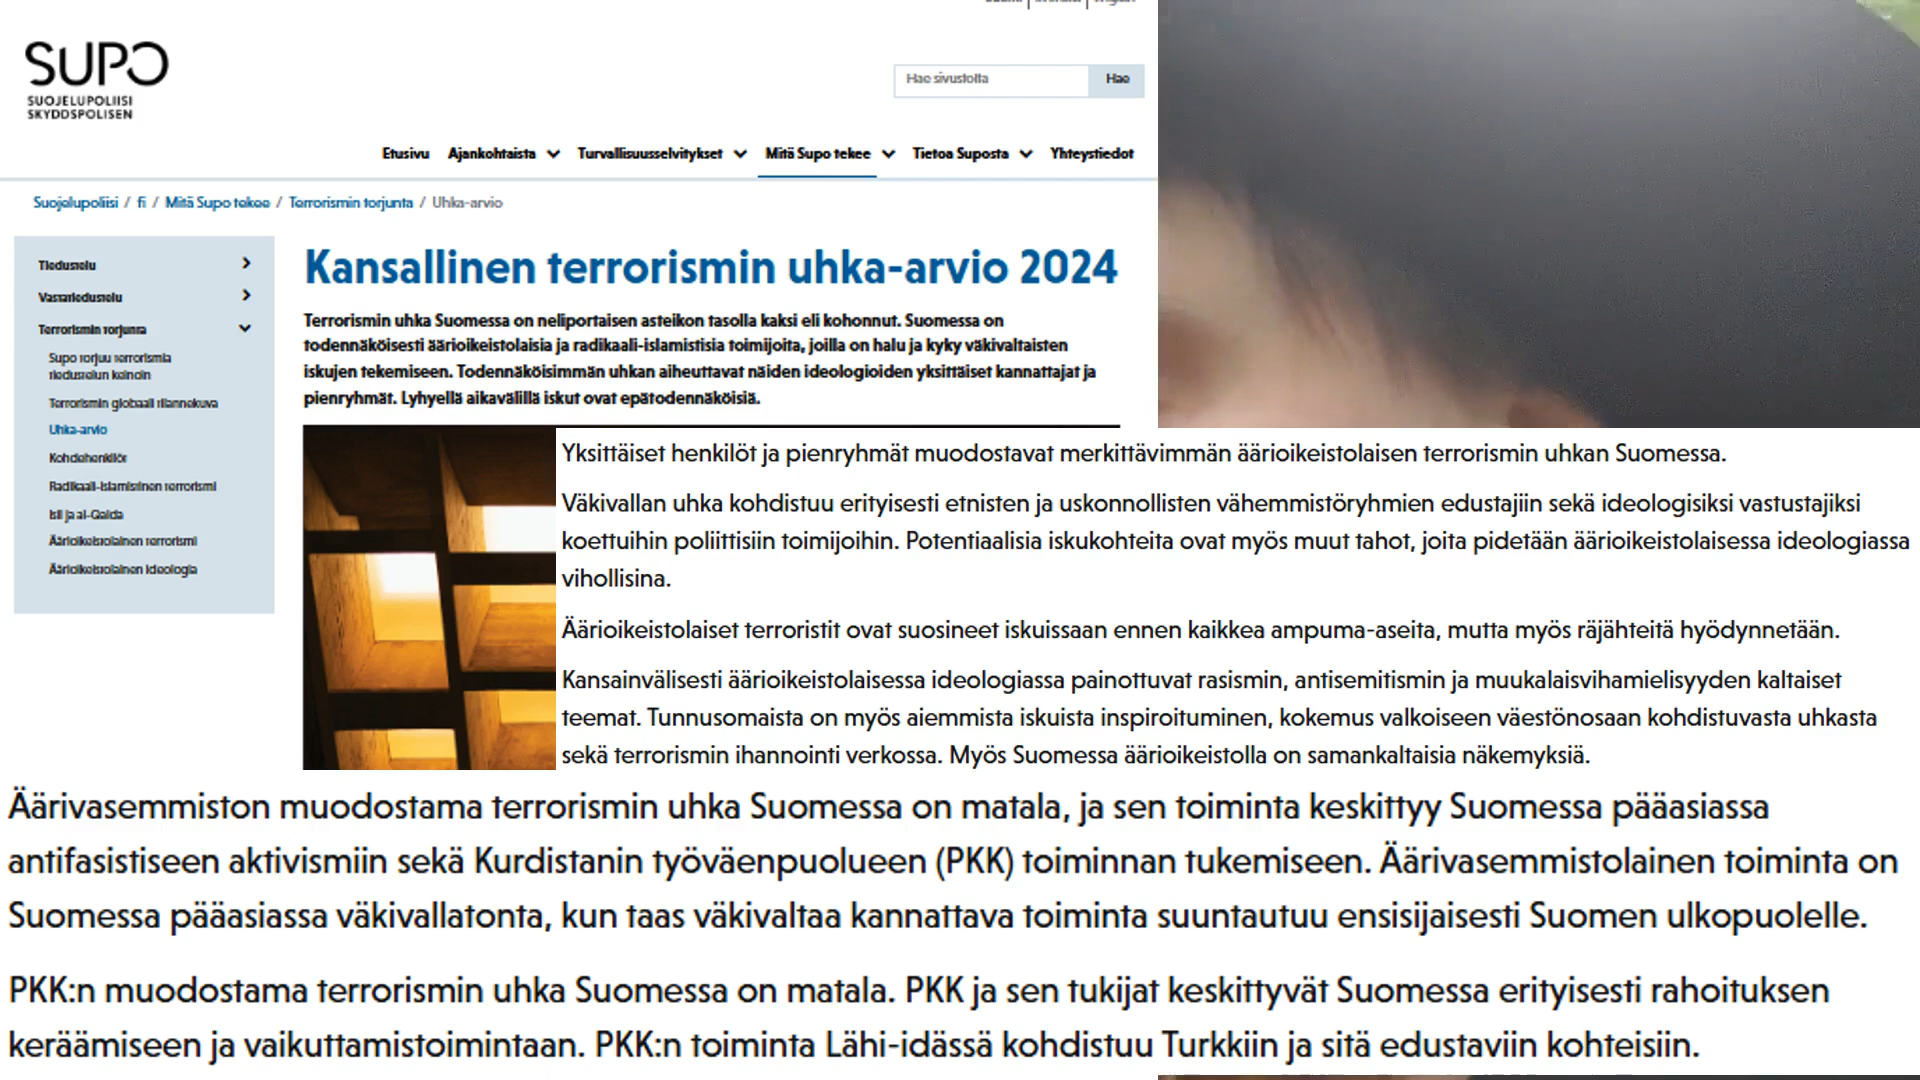 SUPO
SUOJELUPOLIISI
SKYDDSPOLISEN
Hae sivustolta
Hae
Etusivu Ajankohtaista Turvallisuusselvitykset Mitä Supo tekee Tietoa Suposta Yhteystiedot
Suojelupoliisi / fi / Mitä Supo tekee / Terrorismin torjunta / Uhka-arvio
Tiedustelu
Vastatiedustelu
Terrorismin torjunta
Supo torjuu terrorismia
tiedustelun keinoin
Terrorismin globaali tilannekuva
Uhka-arvio
Kohdehenkilöt
Radikaali-islamistinen terrorismi
Isil ja al-Qaida
Äärioikeistolainen terrorismi
Äärioikeistolainen ideologia
Kansallinen terrorismin uhka-arvio 2024
Terrorismin uhka Suomessa on neliportaisen asteikon tasolla kaksi eli kohonnut. Suomessa on
todennäköisesti äärioikeistolaisia ja radikaali-islamistisia toimijoita, joilla on halu ja kyky väkivaltaisten
iskujen tekemiseen. Todennäköisimmän uhkan aiheuttavat näiden ideologioiden yksittäiset kannattajat ja
pienryhmät. Lyhyellä aikavälillä iskut ovat epätodennäköisiä.
Yksittäiset henkilöt ja pienryhmät muodostavat merkittävimmän äärioikeistolaisen terrorismin uhkan Suomessa.
Väkivallan uhka kohdistuu erityisesti etnisten ja uskonnollisten vähemmistöryhmien edustajiin sekä ideologisiksi vastustajiksi
koettuihin poliittisiin toimijoihin. Potentiaalisia iskukohteita ovat myös muut tahot, joita pidetään äärioikeistolaisessa ideologiassa
vihollisina.
Äärioikeistolaiset terroristit ovat suosineet iskuissaan ennen kaikkea ampuma-aseita, mutta myös räjähteitä hyödynnetään.
Kansainvälisesti äärioikeistolaisessa ideologiassa painottuvat rasismin, antisemitismin ja muukalaisvihamielisyyden kaltaiset
teemat. Tunnusomaista on myös aiemmista iskuista inspiroituminen, kokemus valkoiseen väestönosaan kohdistuvasta uhkasta
sekä terrorismin ihannointi verkossa. Myös Suomessa äärioikeistolla on samankaltaisia näkemyksiä.
Äärivasemmiston muodostama terrorismin uhka Suomessa on matala, ja sen toiminta keskittyy Suomessa pääasiassa
antifasistiseen aktivismiin sekä Kurdistanin työväenpuolueen (PKK) toiminnan tukemiseen. Äärivasemmistolainen toiminta on
Suomessa pääasiassa väkivallatonta, kun taas väkivaltaa kannattava toiminta suuntautuu ensisijaisesti Suomen ulkopuolelle.
PKK:n muodostama terrorismin uhka Suomessa on matala. PKK ja sen tukijat keskittyvät Suomessa erityisesti rahoituksen
keräämiseen ja vaikuttamistoimintaan. PKK:n toiminta Lähi-idässä kohdistuu Turkkiin ja sitä edustaviin kohteisiin.